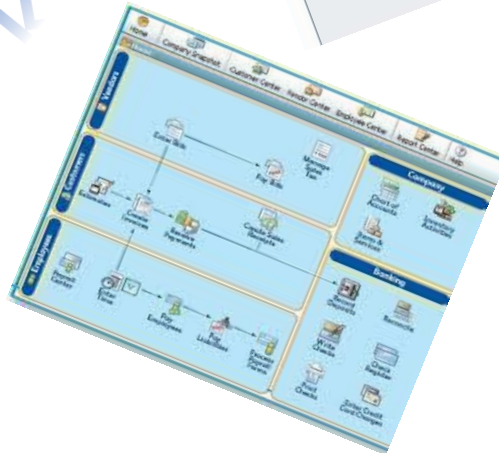 Home
Company Snapshot
Customer Center
Vendor Center
Employee Center
Report Center
Help
Home
Vendors
Enter Bills
Pay Bills
Manage
Sales
Tax
Customers
Estimates
Create
Invoices
Receive
Payments
Create Sales
Receipts
Employees
Payroll
Center
Enter
Time
Pay
Employees
Pay
Liabilities
Process
Payroll
Forms
Company
Chart of
Accounts
Inventory
Activities
Items &
Services
Banking
Record
Deposits
Reconcile
Write
Checks
Check
Register
Print
Checks
Enter Credit
Card Charges